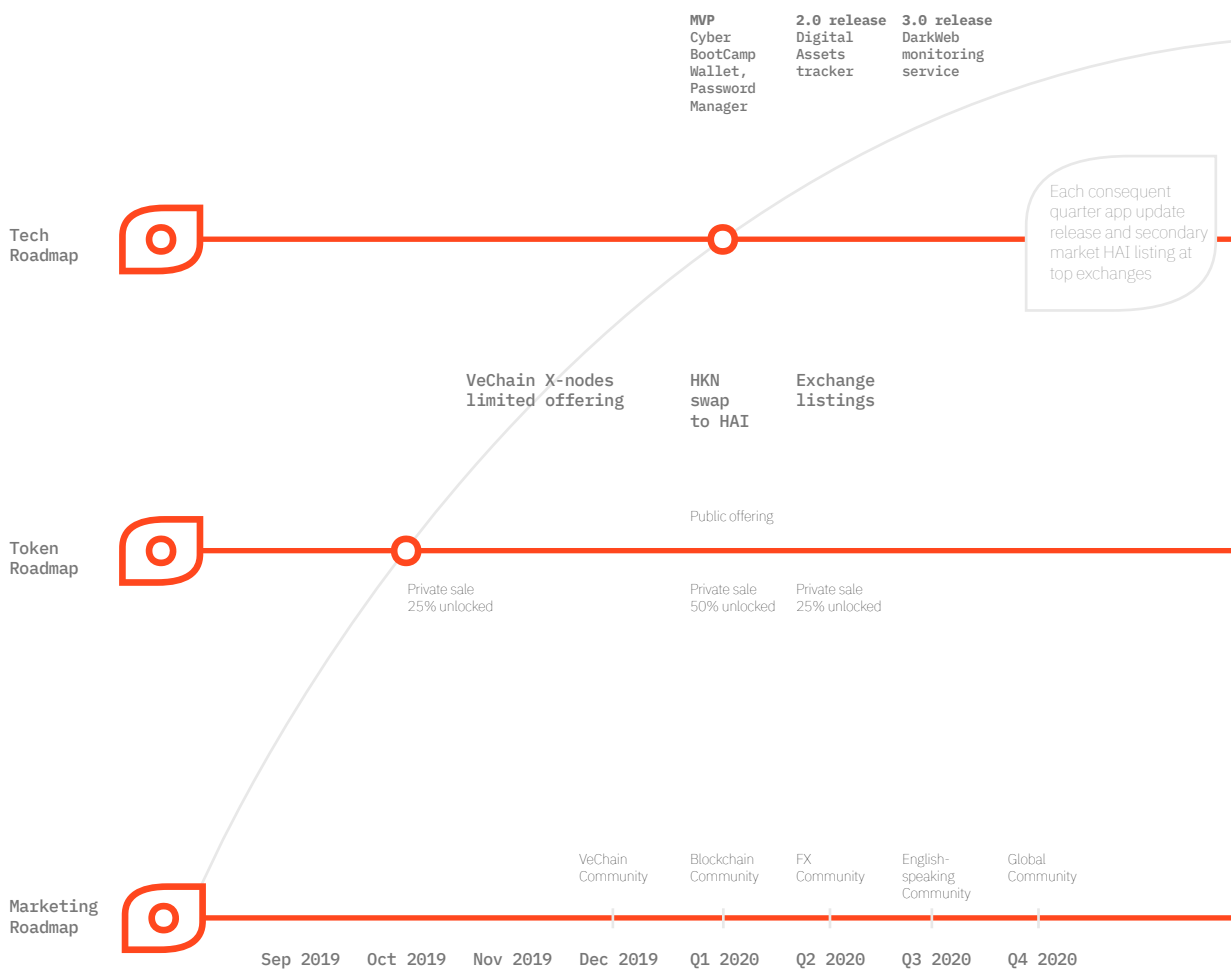 MVP
Cyber
BootCamp
Wallet,
Password
Manager
2.0 release
Digital
Assets
tracker
3.0 release
DarkWeb
monitoring
service
Tech
Roadmap
Each consequent
quarter app update
release and secondary
market HAI listing at
top exchanges
VeChain X-nodes
limited offering
HKN
swap
to HAI
Exchange
listings
Public offering
Token
Roadmap
Private sale
25% unlocked
Private sale
50% unlocked
Private sale
25% unlocked
VeChain
Community
Blockchain
Community
FX
Community
English-
speaking
Community
Global
Community
Marketing
Roadmap
Sep 2019
Oct 2019
Nov 2019
Dec 2019
Q1 2020
Q2 2020
Q3 2020
Q4 2020